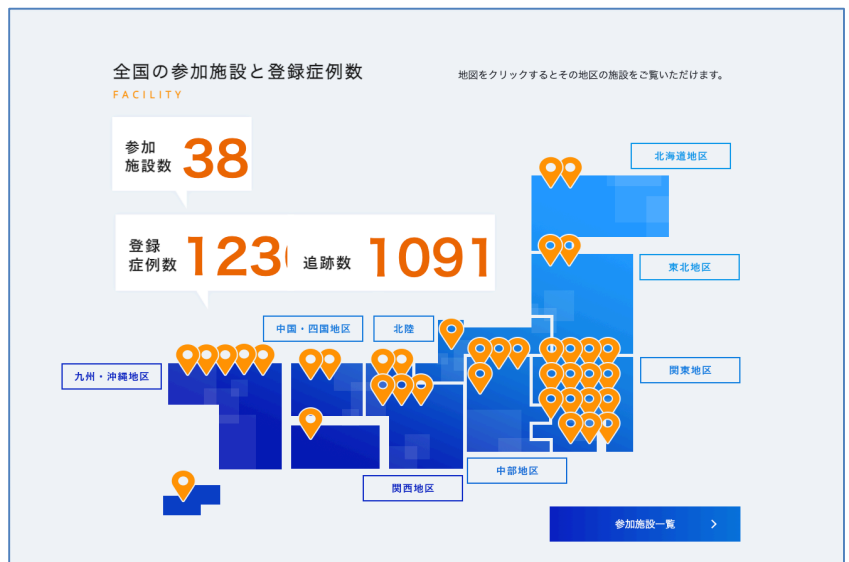 全国の参加施設と登録症例数
地図をクリックするとその地区の施設をご覧いただけます。
FACILITY
参加
施設数
38
登録
症例数
123
追跡数
1091
北海道地区
東北地区
中国・四国地区
北陸
九州・沖縄地区
関東地区
中部地区
関西地区
参加施設一覧